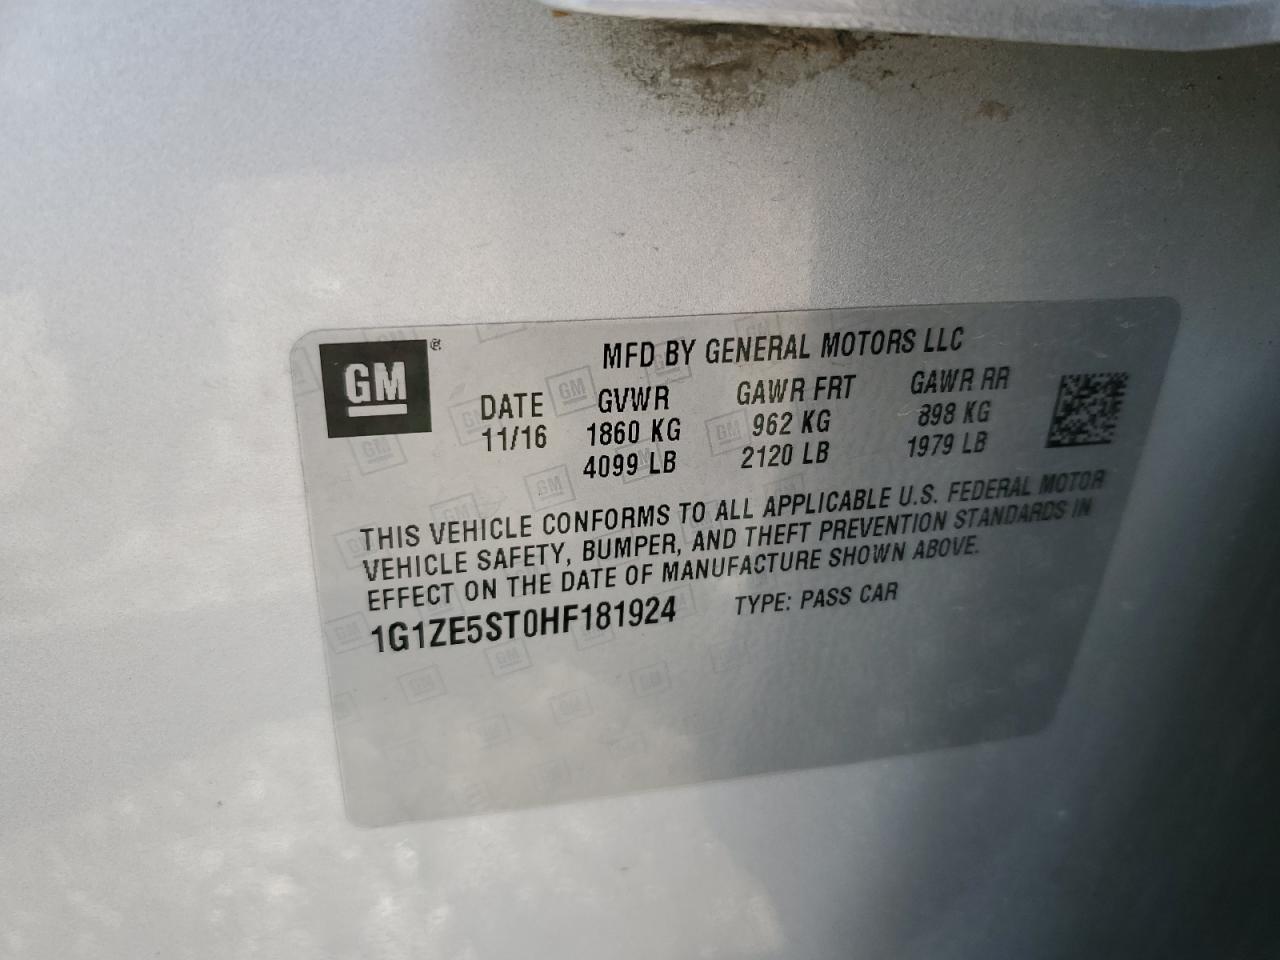 GM
MFD BY GENERAL MOTORS LLC
DATE GVWR GAWR FRT GAWR RR
11/16 1860 KG 962 KG 898 KG
4099 LB 2120 LB 1979 LB
THIS VEHICLE CONFORMS TO ALL APPLICABLE U.S. FEDERAL MOTOR
VEHICLE SAFETY, BUMPER, AND THEFT PREVENTION STANDARDS IN
EFFECT ON THE DATE OF MANUFACTURE SHOWN ABOVE.
1G1ZE5ST0HF181924 TYPE: PASS CAR